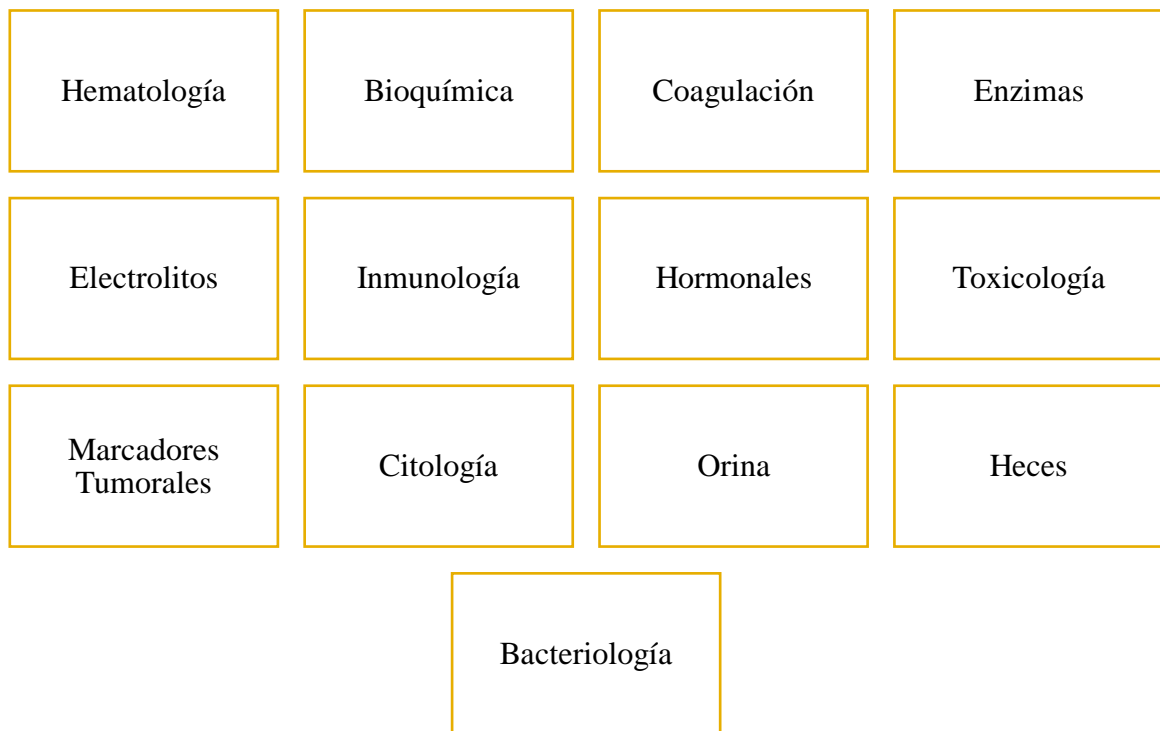 Hematología
Bioquímica
Coagulación
Enzimas
Electrolitos
Inmunología
Hormonales
Toxicología
Marcadores
Tumorales
Citología
Orina
Heces
Bacteriología